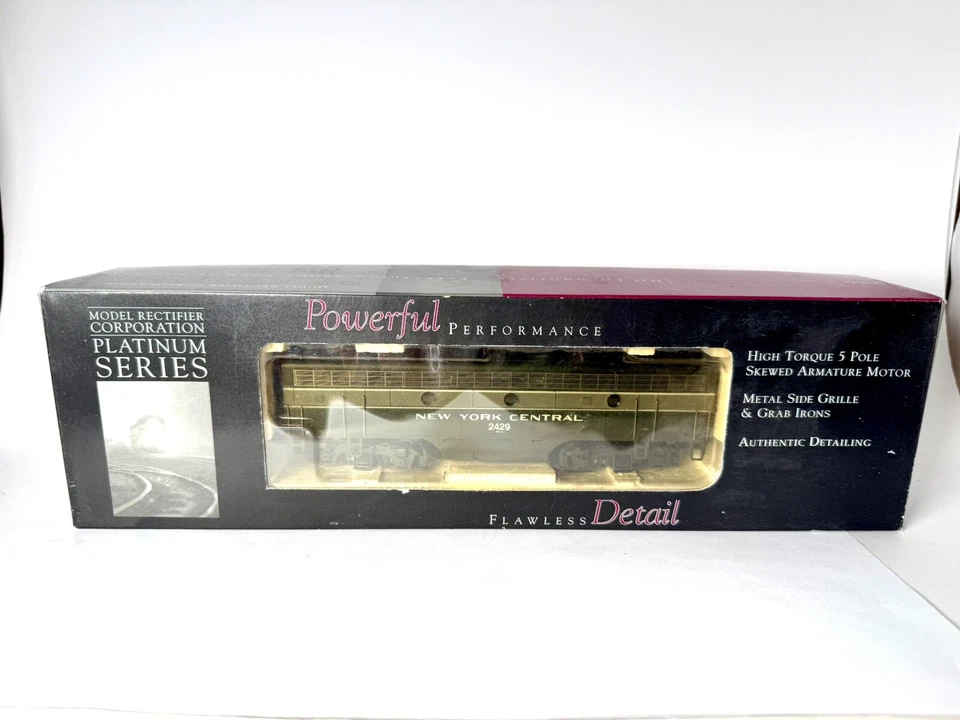 MODEL RECTIFIER
CORPORATION
PLATINUM
SERIES
Powerful PERFORMANCE
NEW YORK CENTRAL
2429
HIGH TORQUE 5 POLE
SKEWED ARMATURE MOTOR
METAL SIDE GRILLE
& GRAB IRONS
AUTHENTIC DETAILING
FLAWLESS Detail